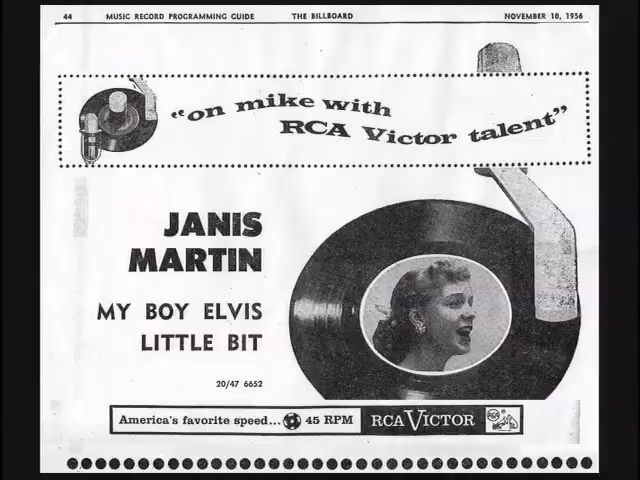 44 MUSIC RECORD PROGRAMMING GUIDE THE BILLBOARD NOVEMBER 10, 1956
"on mike with
RCA Victor talent"
JANIS
MARTIN
MY BOY ELVIS
LITTLE BIT
20/47 6652
America's favorite speed... 45 RPM RCA VICTOR
RCA